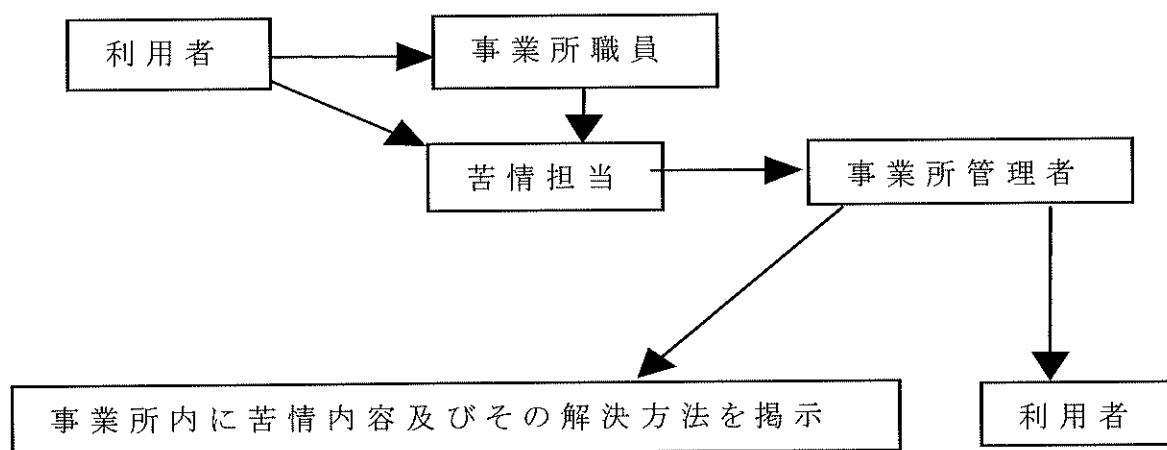 利用者
事業所職員
苦情担当
事業所管理者
事業所内に苦情内容及びその解決方法を掲示
利用者